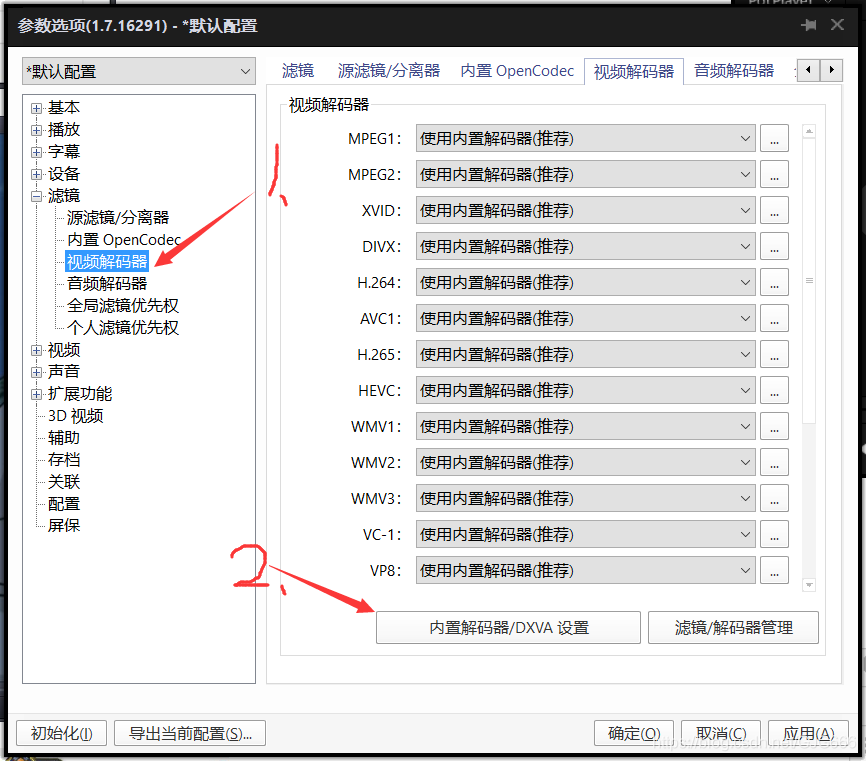 PotPlayer
参数选项(1.7.16291) - *默认配置
*默认配置
滤镜 源滤镜/分离器 内置 OpenCodec 视频解码器 音频解码器
基本
播放
字幕
设备
滤镜
源滤镜/分离器
内置 OpenCodec
视频解码器
音频解码器
全局滤镜优先权
个人滤镜优先权
视频
声音
扩展功能
3D 视频
辅助
存档
关联
配置
屏保
1、
2、
视频解码器
MPEG1： 使用内置解码器(推荐) ...
MPEG2： 使用内置解码器(推荐) ...
XVID： 使用内置解码器(推荐) ...
DIVX： 使用内置解码器(推荐) ...
H.264： 使用内置解码器(推荐) ...
AVC1： 使用内置解码器(推荐) ...
H.265： 使用内置解码器(推荐) ...
HEVC： 使用内置解码器(推荐) ...
WMV1： 使用内置解码器(推荐) ...
WMV2： 使用内置解码器(推荐) ...
WMV3： 使用内置解码器(推荐) ...
VC-1： 使用内置解码器(推荐) ...
VP8： 使用内置解码器(推荐) ...
内置解码器/DXVA 设置 滤镜/解码器管理
初始化(I) 导出当前配置(S)... 确定(O) 取消(C) 应用(A)